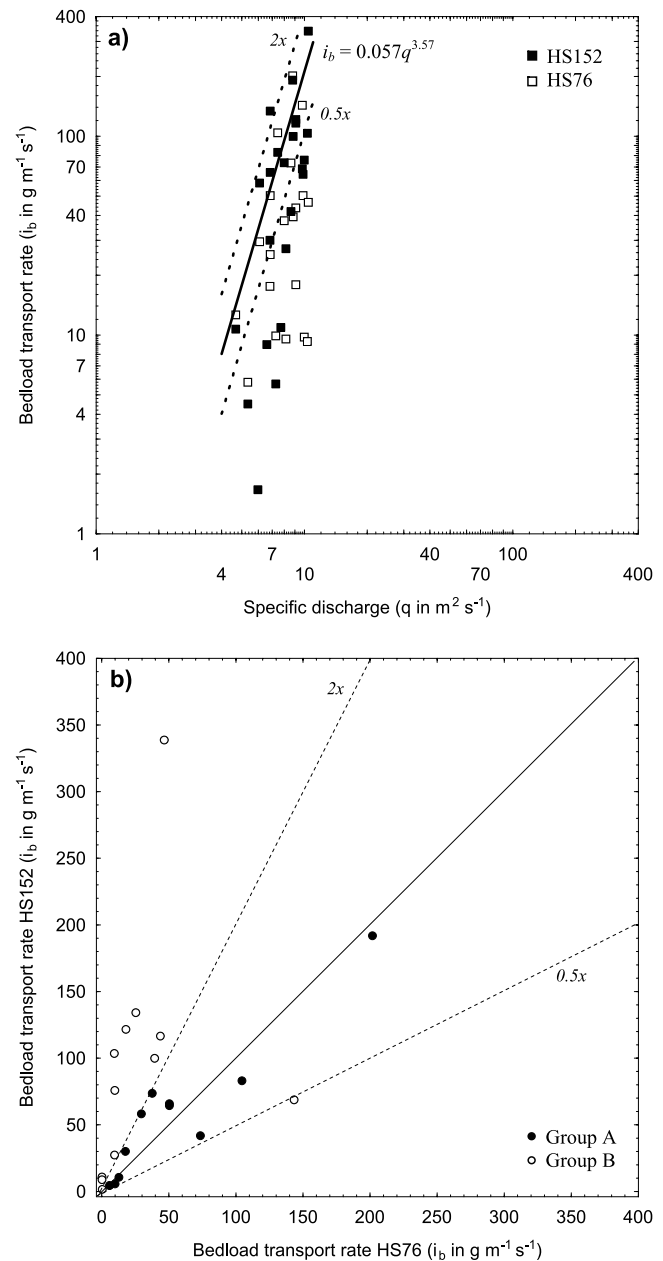 a)
2x
i_b = 0.057q^3.57
0.5x
HS152
HS76
Bedload transport rate (i_b in g m^-1 s^-1)
400
100
70
40
10
7
4
1
1 7 10 40 100 400
4 10 70
Specific discharge (q in m^2 s^-1)
b)
2x
0.5x
Group A
Group B
Bedload transport rate HS152 (i_b in g m^-1 s^-1)
400
350
300
250
200
150
100
50
0
0 50 100 150 200 250 300 350 400
Bedload transport rate HS76 (i_b in g m^-1 s^-1)